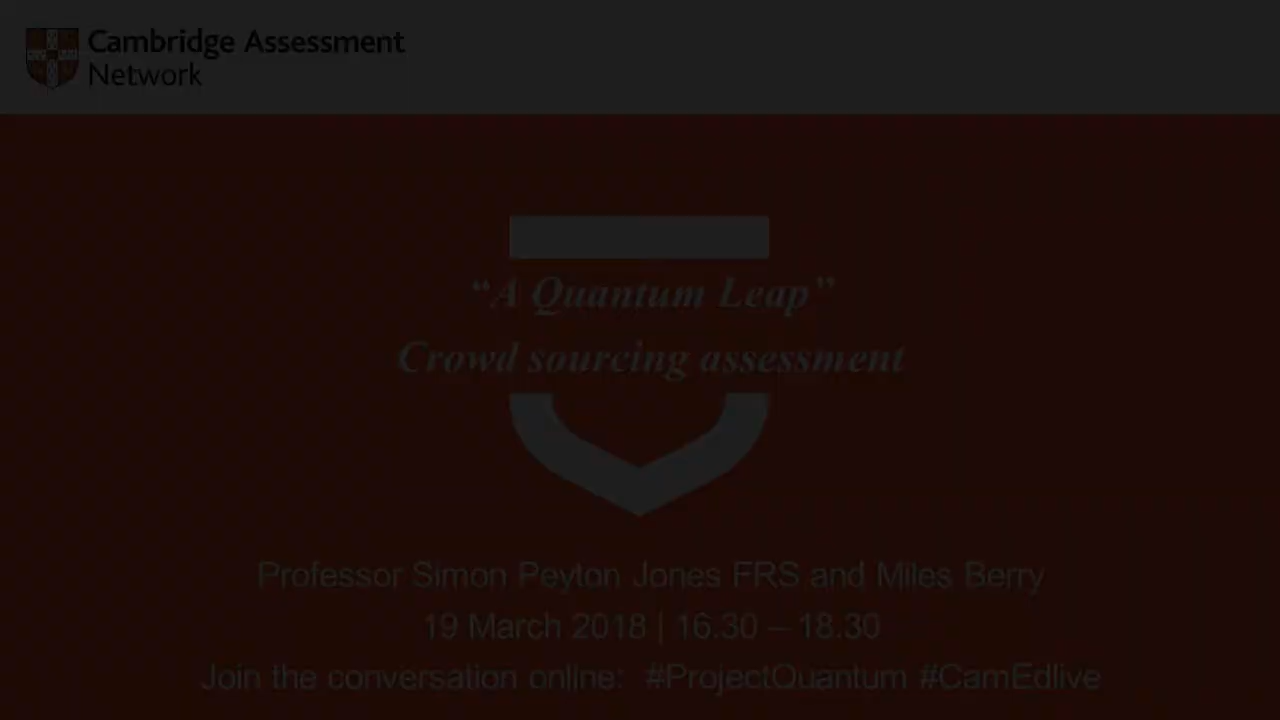 Cambridge Assessment
Network
“A Quantum Leap”
Crowd sourcing assessment
Professor Simon Peyton Jones FRS and Miles Berry
19 March 2018 | 16.30 – 18.30
Join the conversation online: #ProjectQuantum #CamEdlive